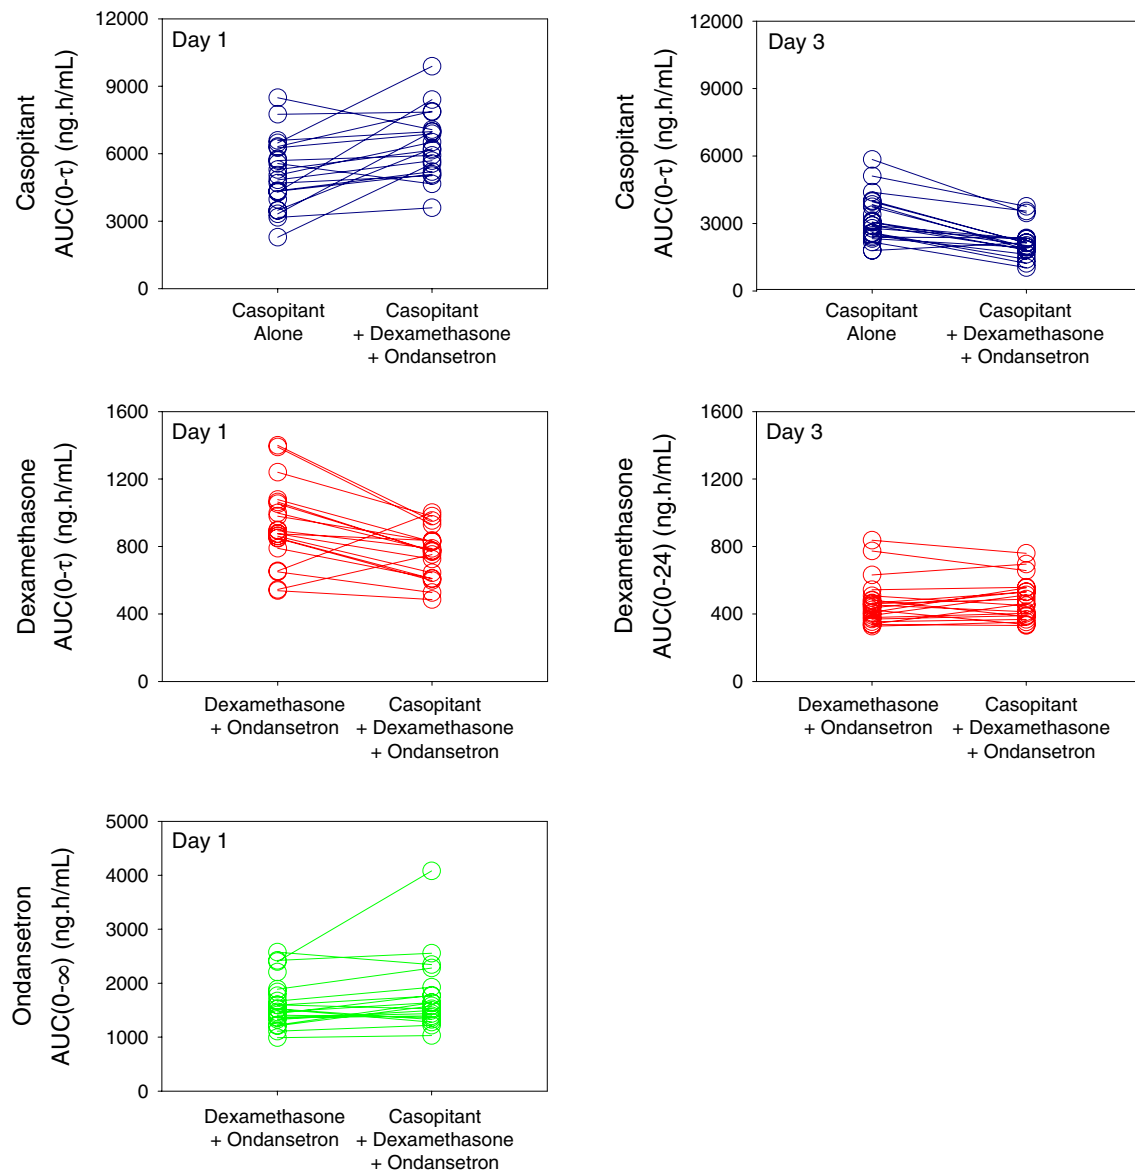 Casopitant
AUC(0-τ) (ng.h/mL)
12000
9000
6000
3000
0
Day 1
Casopitant
Alone
Casopitant
+ Dexamethasone
+ Ondansetron
Casopitant
AUC(0-τ) (ng.h/mL)
12000
9000
6000
3000
0
Day 3
Casopitant
Alone
Casopitant
+ Dexamethasone
+ Ondansetron
Dexamethasone
AUC(0-τ) (ng.h/mL)
1600
1200
800
400
0
Day 1
Dexamethasone
+ Ondansetron
Casopitant
+ Dexamethasone
+ Ondansetron
Dexamethasone
AUC(0-24) (ng.h/mL)
1600
1200
800
400
0
Day 3
Dexamethasone
+ Ondansetron
Casopitant
+ Dexamethasone
+ Ondansetron
Ondansetron
AUC(0-∞) (ng.h/mL)
5000
4000
3000
2000
1000
0
Day 1
Dexamethasone
+ Ondansetron
Casopitant
+ Dexamethasone
+ Ondansetron